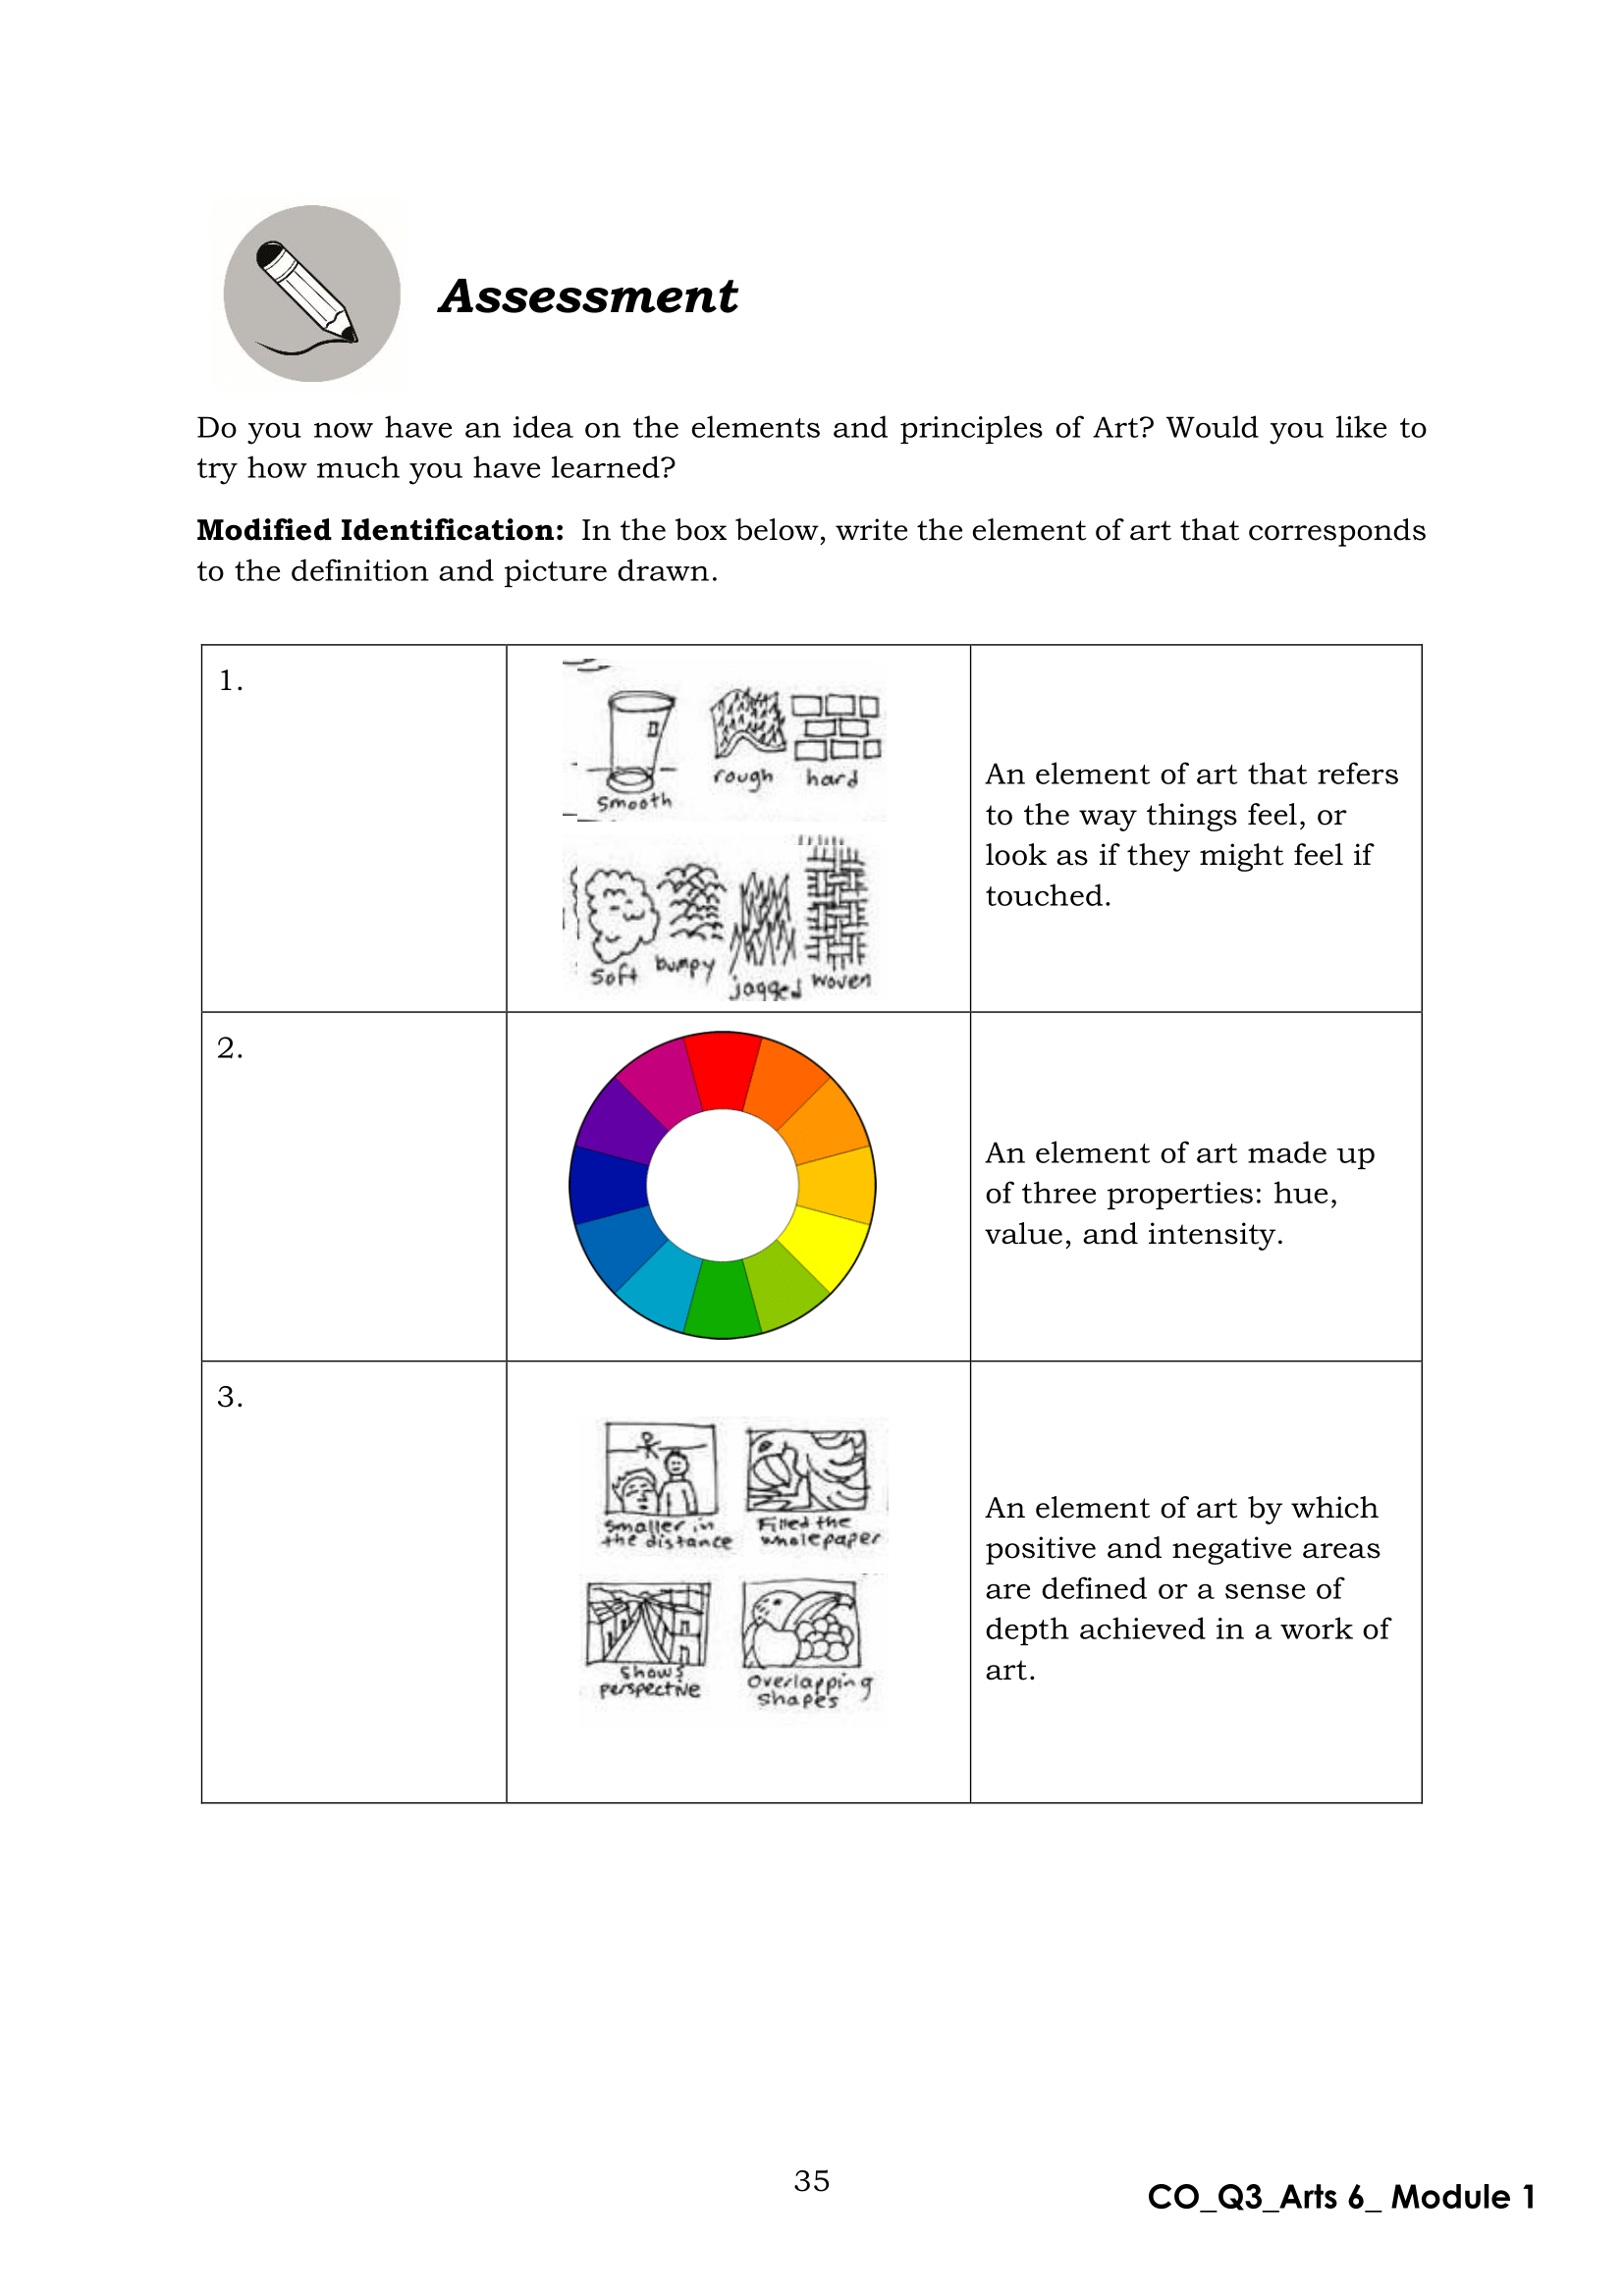 Assessment
Do you now have an idea on the elements and principles of Art? Would you like to
try how much you have learned?
Modified Identification: In the box below, write the element of art that corresponds
to the definition and picture drawn.
1.
smooth
rough hard
soft bumpy jagged woven
An element of art that refers
to the way things feel, or
look as if they might feel if
touched.
2.
An element of art made up
of three properties: hue,
value, and intensity.
3.
smaller in
the distance
Filled the
whole paper
shows
perspective
Overlapping
shapes
An element of art by which
positive and negative areas
are defined or a sense of
depth achieved in a work of
art.
35
CO_Q3_Arts 6_ Module 1